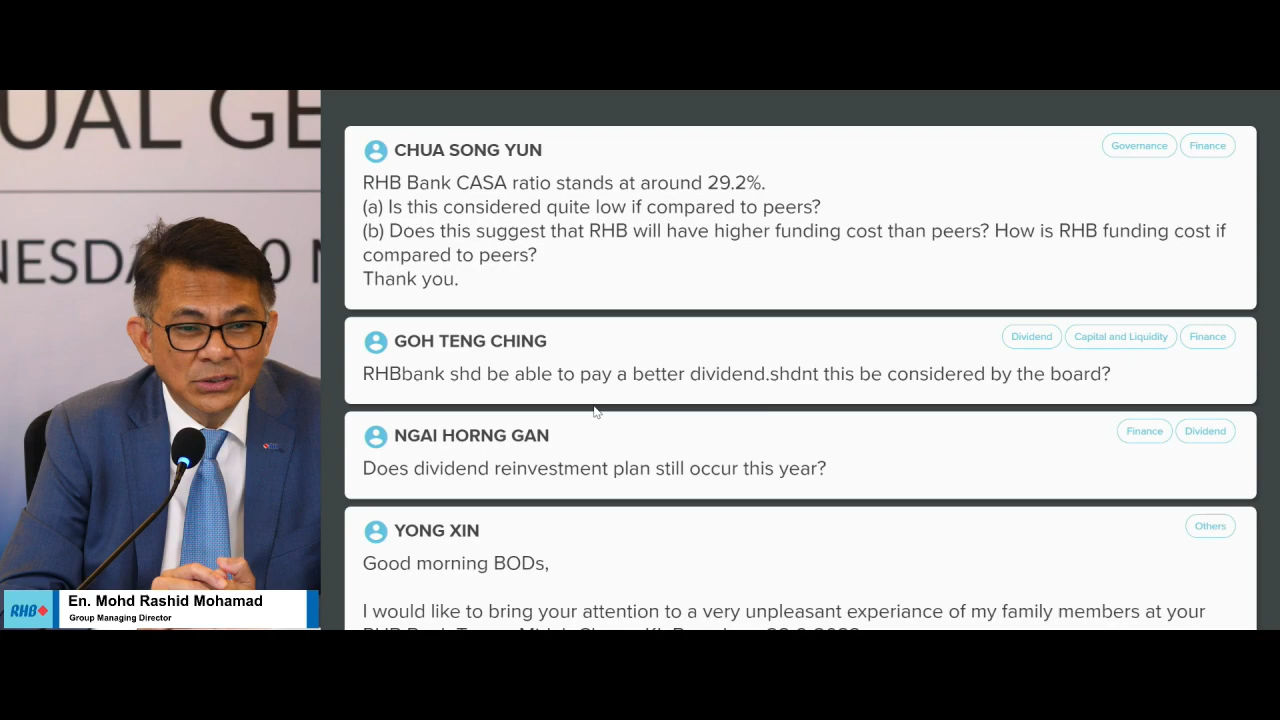 UAL GE
NESDA
0
RHB
En. Mohd Rashid Mohamad
Group Managing Director
CHUA SONG YUN
Governance
Finance
RHB Bank CASA ratio stands at around 29.2%.
(a) Is this considered quite low if compared to peers?
(b) Does this suggest that RHB will have higher funding cost than peers? How is RHB funding cost if
compared to peers?
Thank you.
GOH TENG CHING
Dividend
Capital and Liquidity
Finance
RHBbank shd be able to pay a better dividend.shdnt this be considered by the board?
NGAI HORNG GAN
Finance
Dividend
Does dividend reinvestment plan still occur this year?
YONG XIN
Others
Good morning BODs,
I would like to bring your attention to a very unpleasant experiance of my family members at your